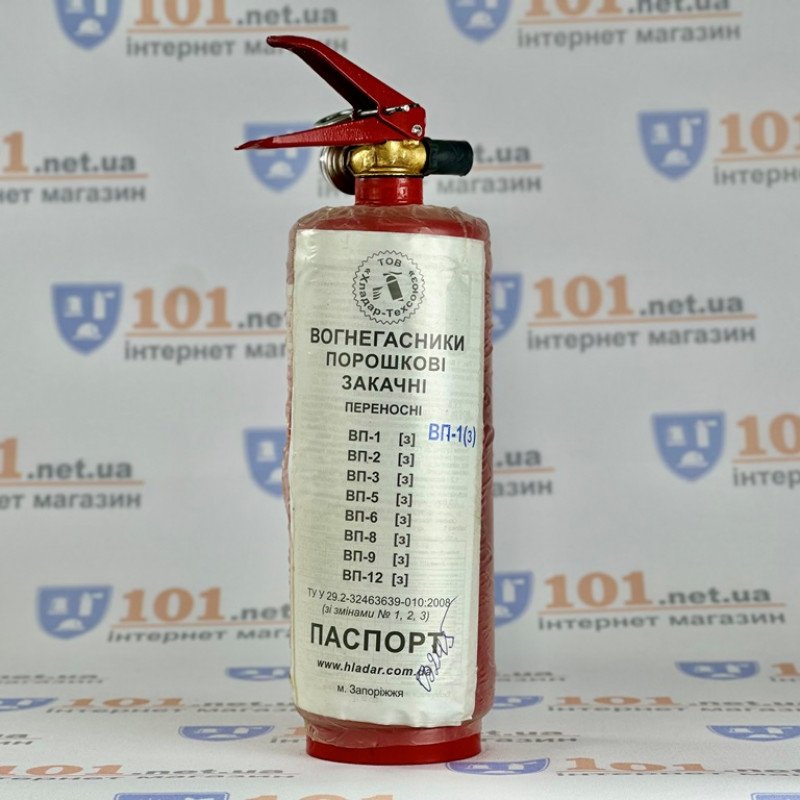 101.net.ua
інтернет магазин
ТОВ
«Хладар-Техсоюз»
ВОГНЕГАСНИКИ
ПОРОШКОВІ
ЗАКАЧНІ
ПЕРЕНОСНІ
ВП-1 [з] ВП-1(з)
ВП-2 [з]
ВП-3 [з]
ВП-5 [з]
ВП-6 [з]
ВП-8 [з]
ВП-9 [з]
ВП-12 [з]
ТУ У 29.2-32463639-010:2008
(зі змінами № 1, 2, 3)
ПАСПОРТ
www.hladar.com.ua
м. Запоріжжя